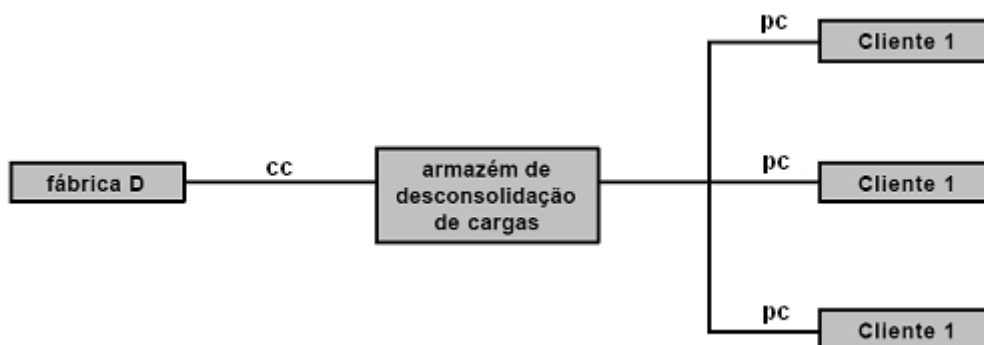 pc
Cliente 1
fábrica D
cc
armazém de
desconsolidação
de cargas
pc
Cliente 1
pc
Cliente 1